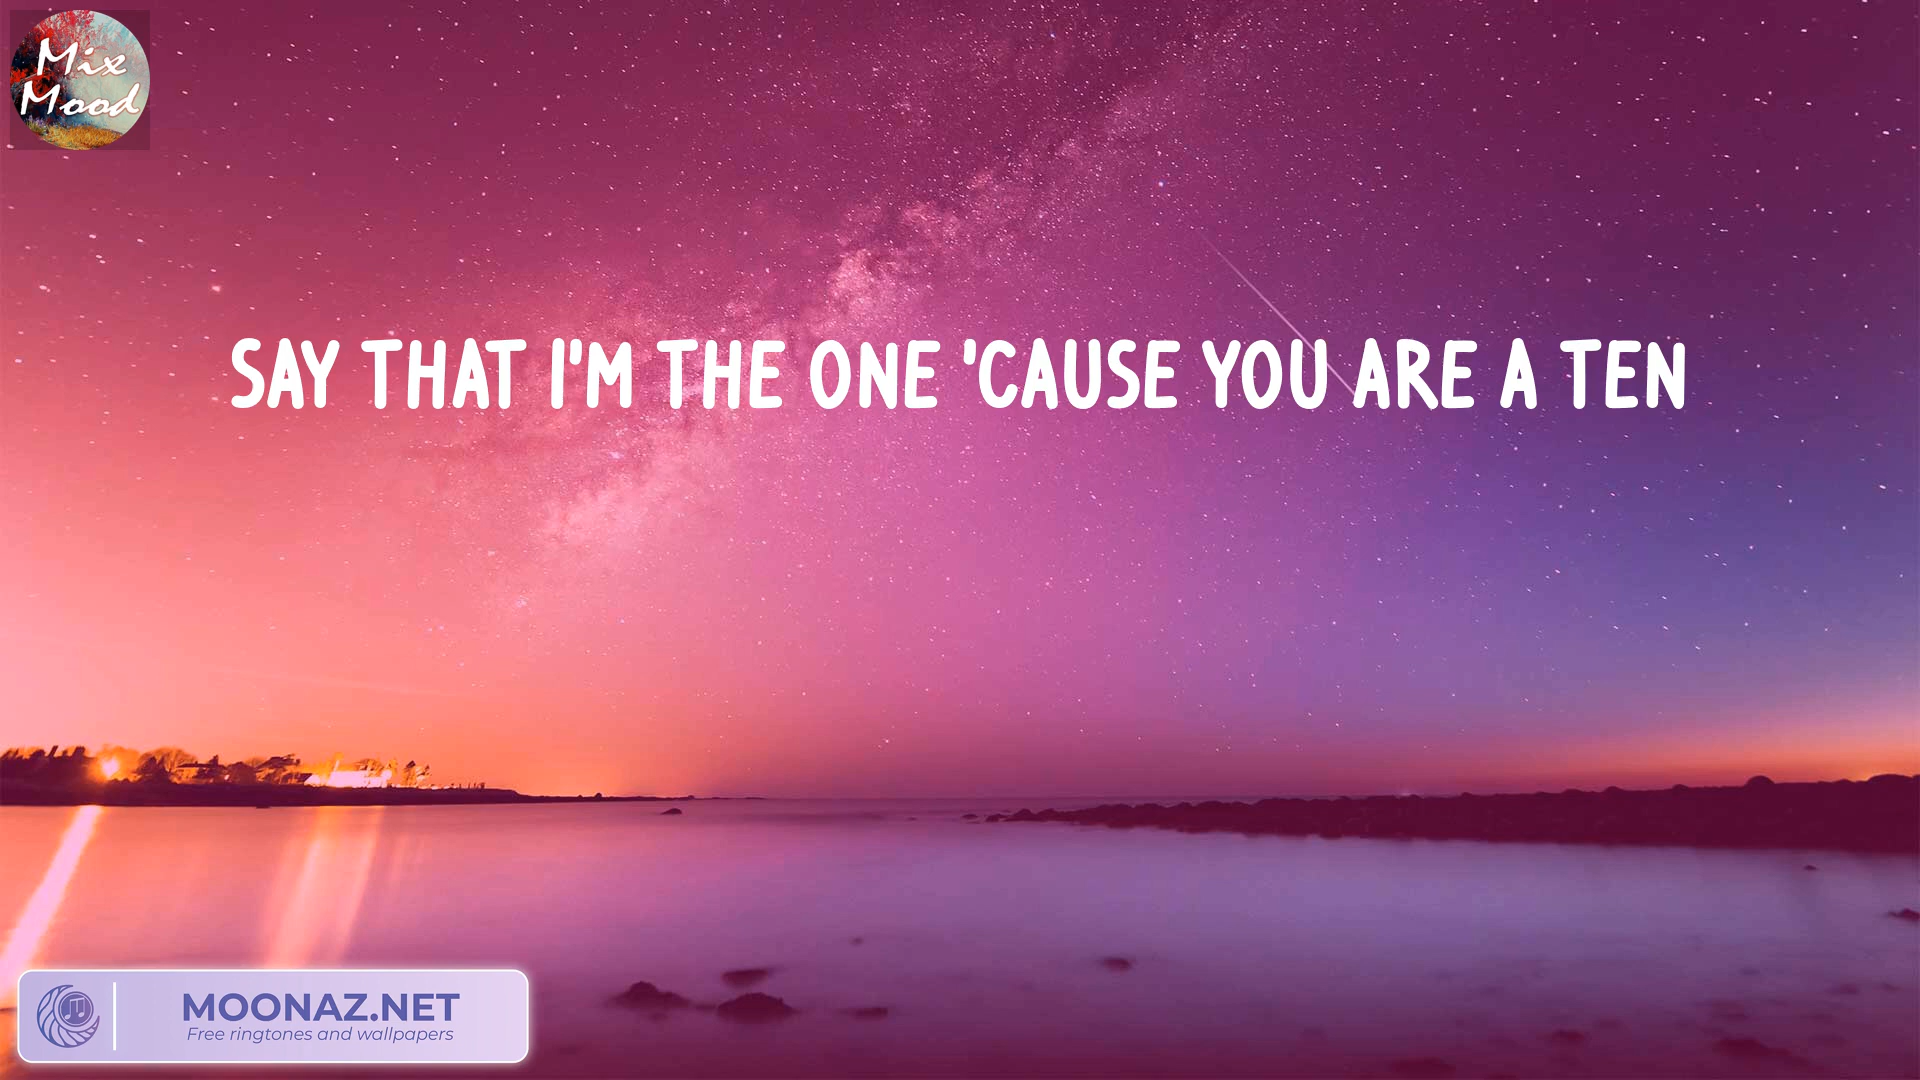 Mix
Mood
SAY THAT I'M THE ONE 'CAUSE YOU ARE A TEN
MOONAZ.NET
Free ringtones and wallpapers